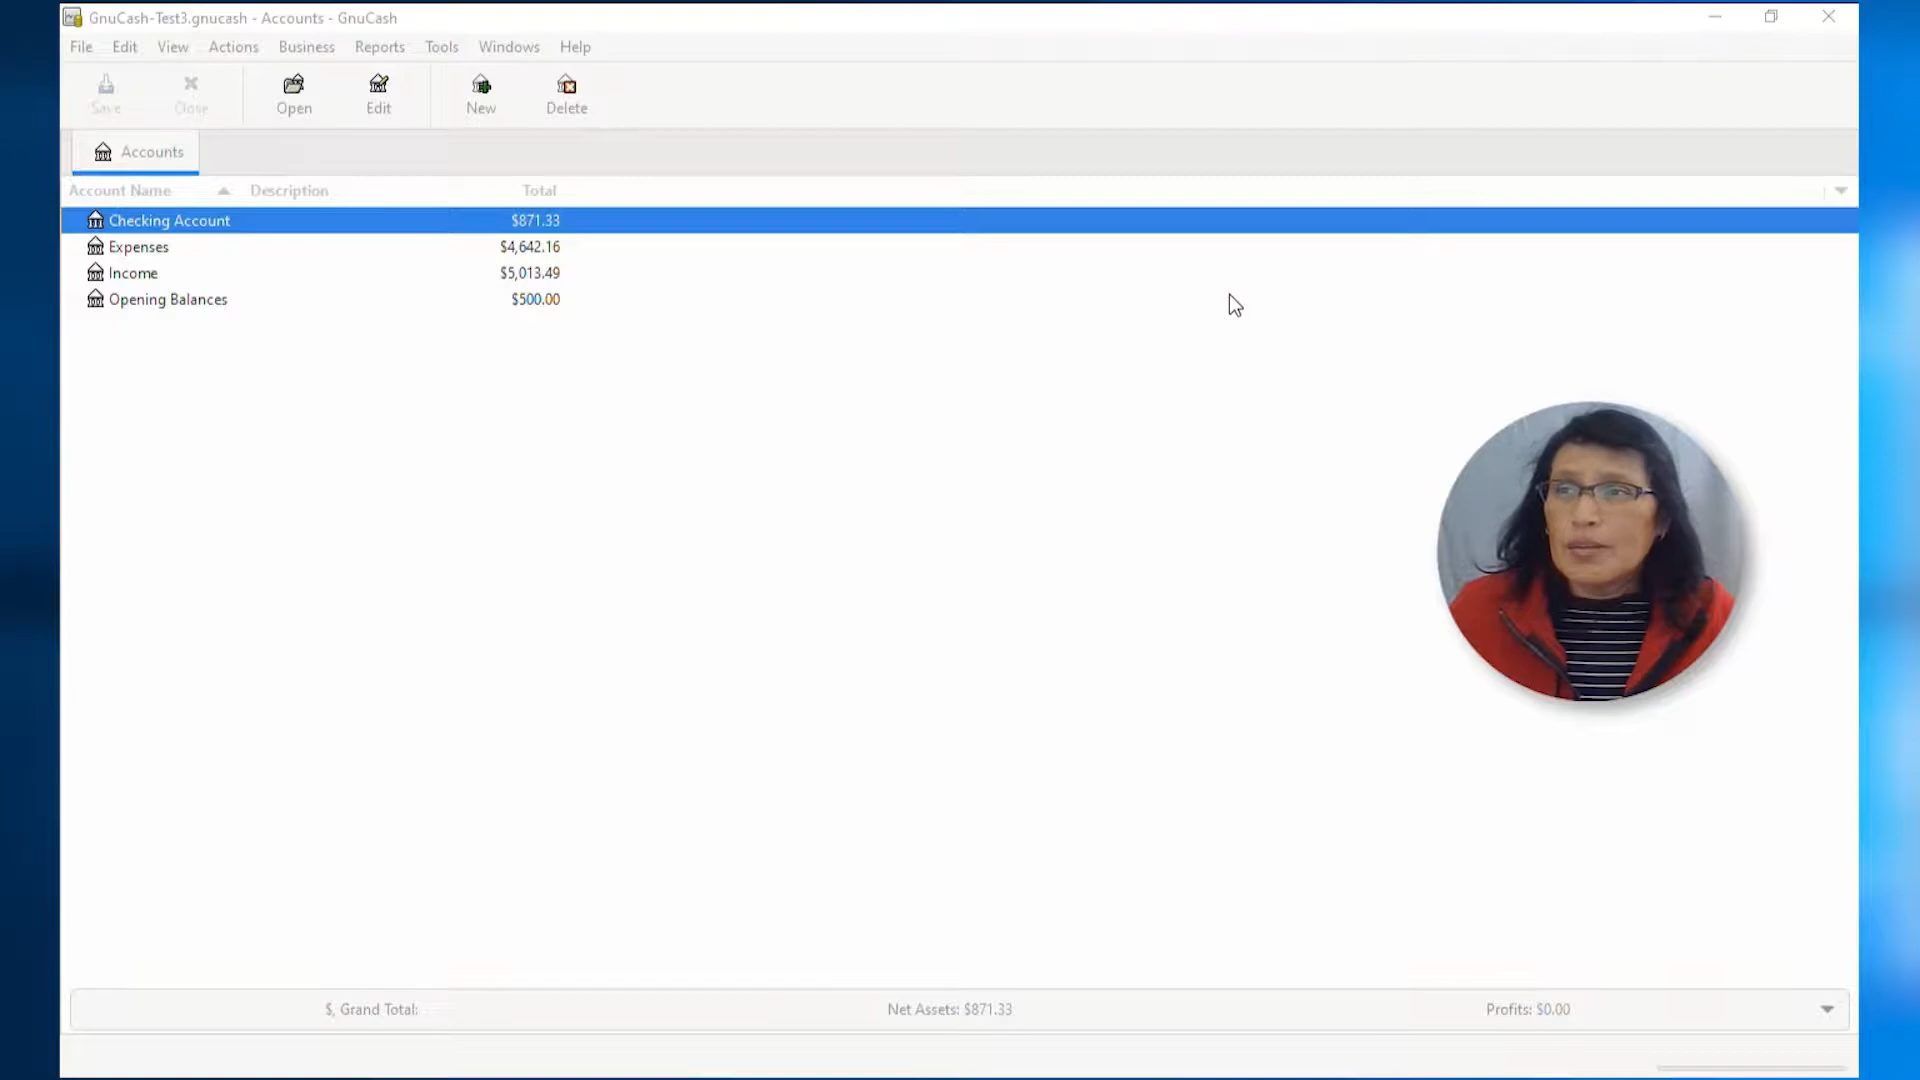 GnuCash-Test3.gnucash - Accounts - GnuCash
File Edit View Actions Business Reports Tools Windows Help
Save Close Open Edit New Delete
Accounts
Account Name Description Total
Checking Account $871.33
Expenses $4,642.16
Income $5,013.49
Opening Balances $500.00
$, Grand Total: Net Assets: $871.33 Profits: $0.00